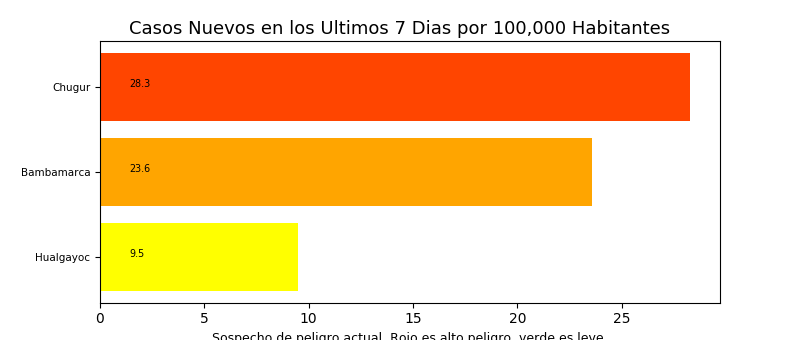 Casos Nuevos en los Ultimos 7 Dias por 100,000 Habitantes
Chugur
28.3
Bambamarca
23.6
Hualgayoc
9.5
0 5 10 15 20 25
Sospecho de peligro actual. Rojo es alto peligro, verde es leve